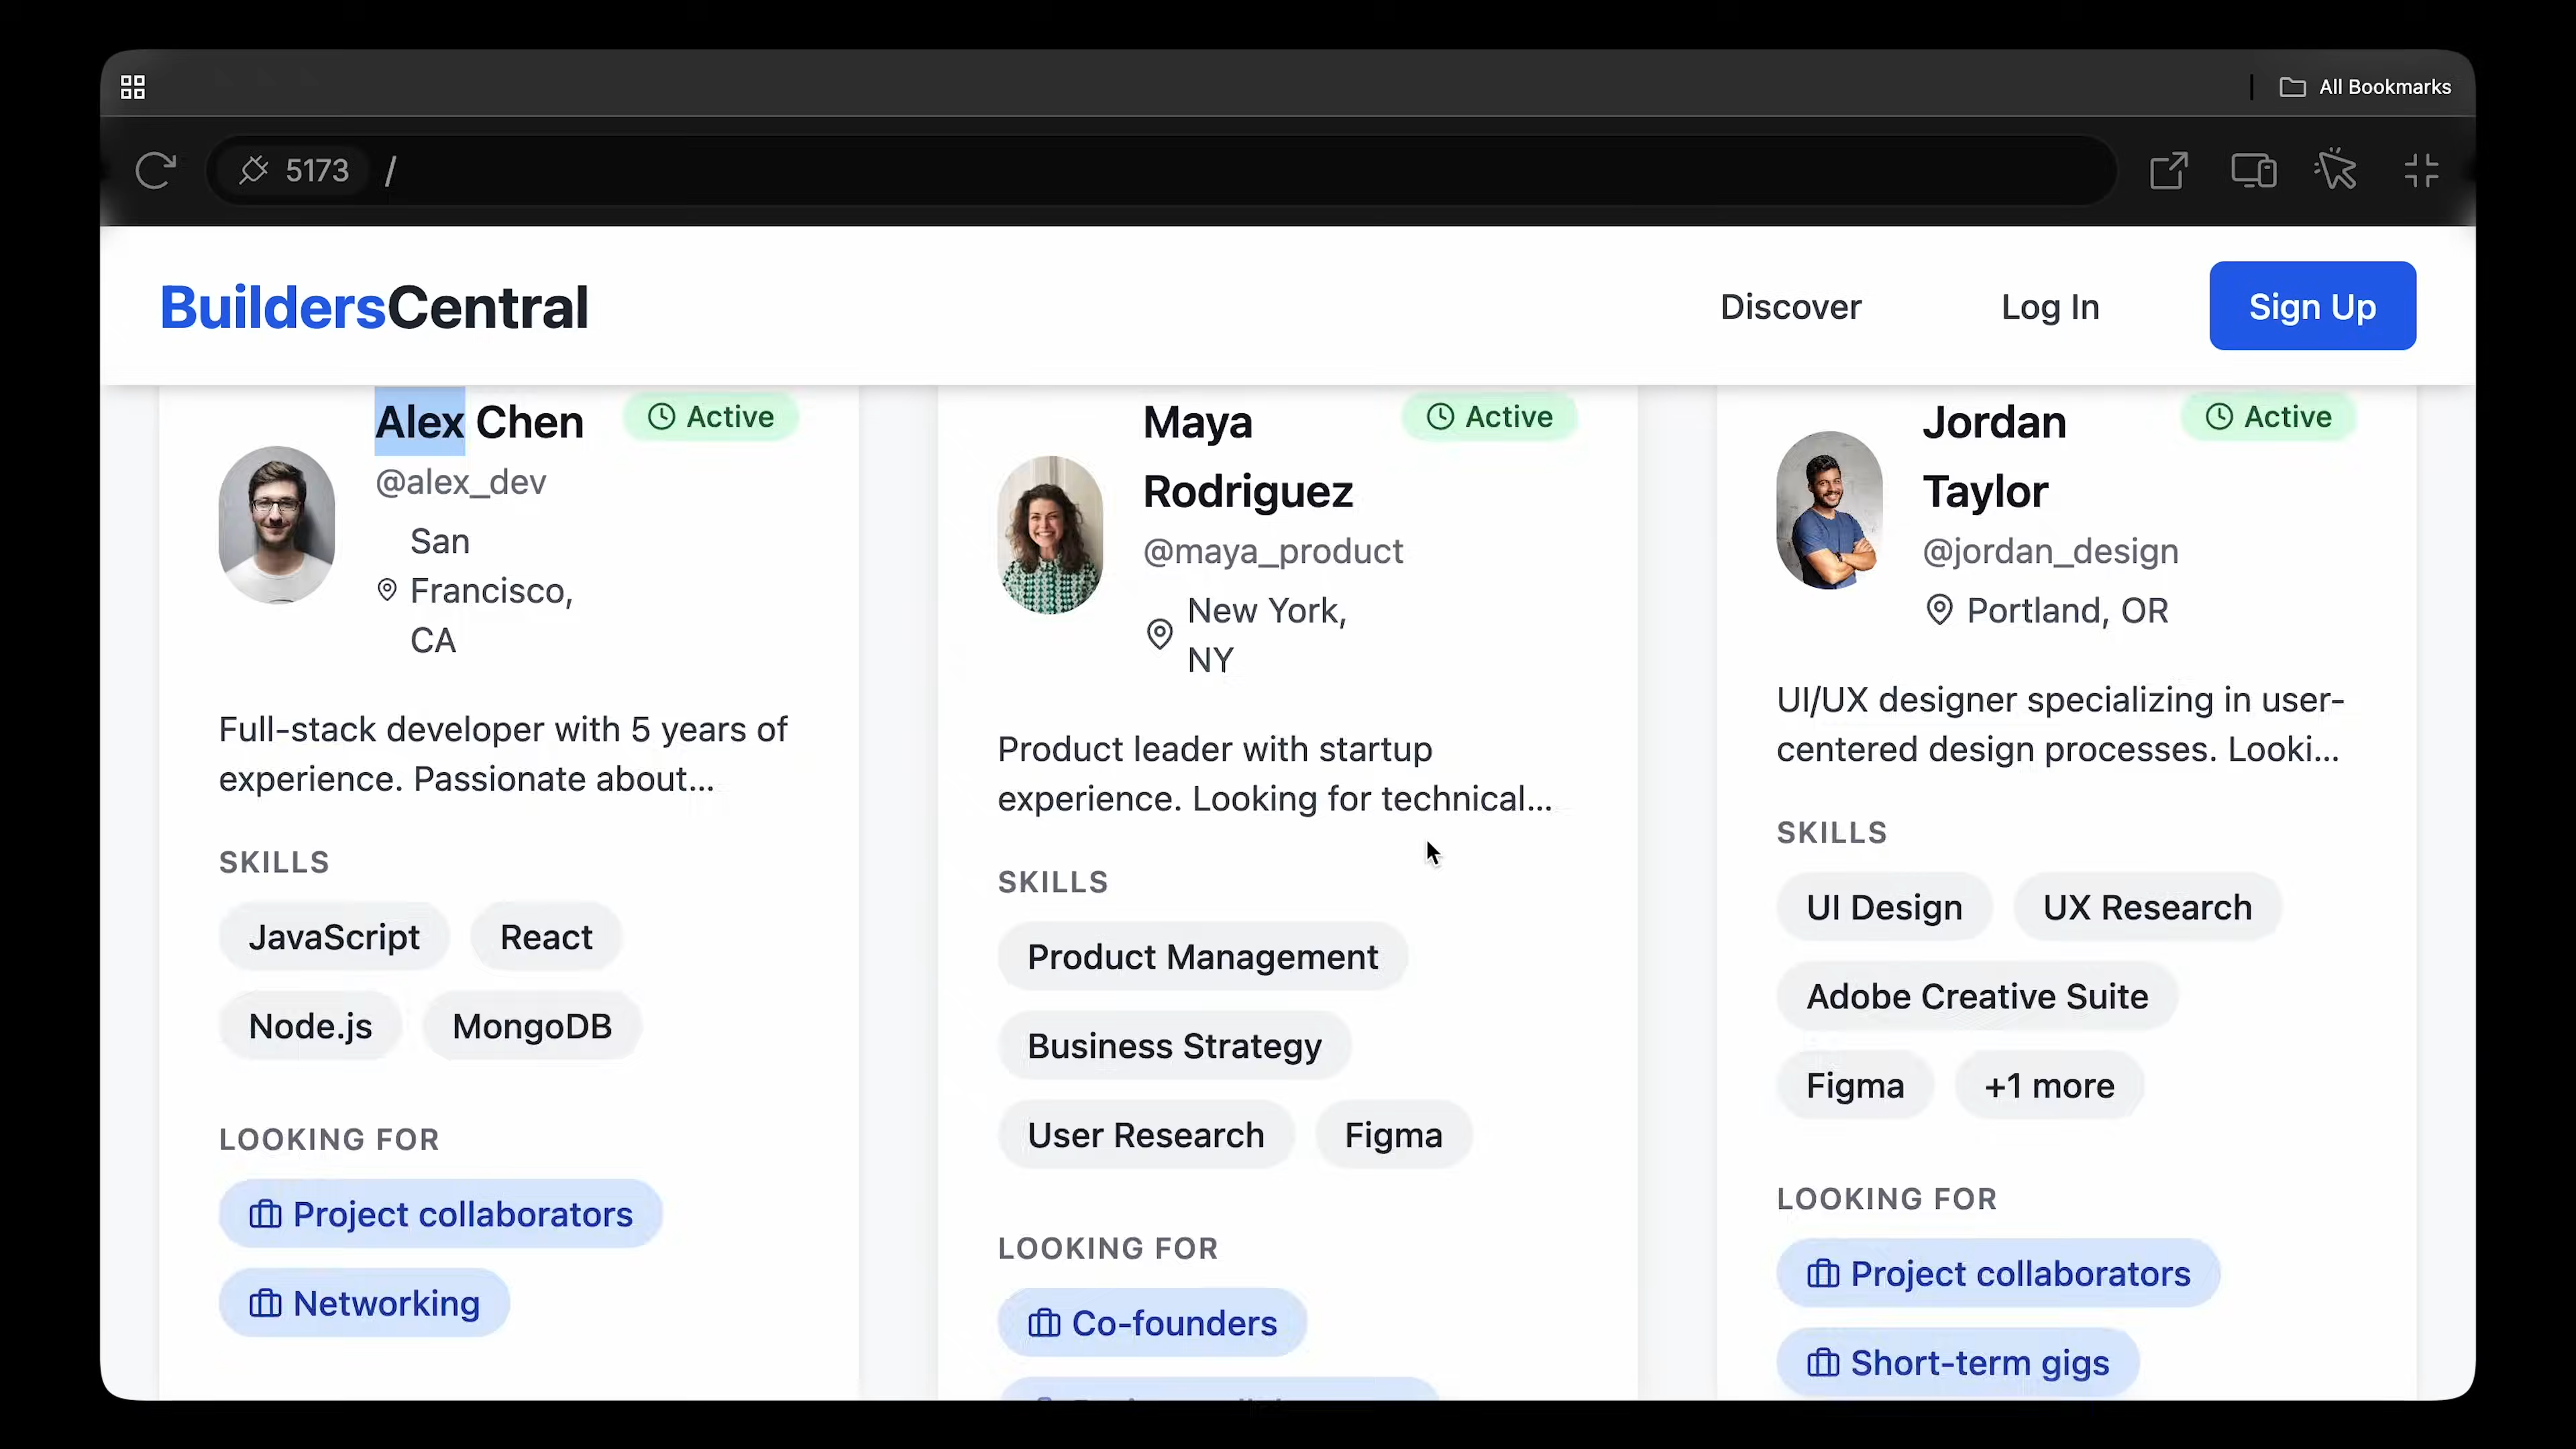 All Bookmarks
5173 /
BuildersCentral
Discover
Log In
Sign Up
Alex Chen
Active
@alex_dev
San
Francisco,
CA
Full-stack developer with 5 years of
experience. Passionate about...
SKILLS
JavaScript
React
Node.js
MongoDB
LOOKING FOR
Project collaborators
Networking
Maya
Rodriguez
Active
@maya_product
New York,
NY
Product leader with startup
experience. Looking for technical...
SKILLS
Product Management
Business Strategy
User Research
Figma
LOOKING FOR
Co-founders
Jordan
Taylor
Active
@jordan_design
Portland, OR
UI/UX designer specializing in user-
centered design processes. Looki...
SKILLS
UI Design
UX Research
Adobe Creative Suite
Figma
+1 more
LOOKING FOR
Project collaborators
Short-term gigs